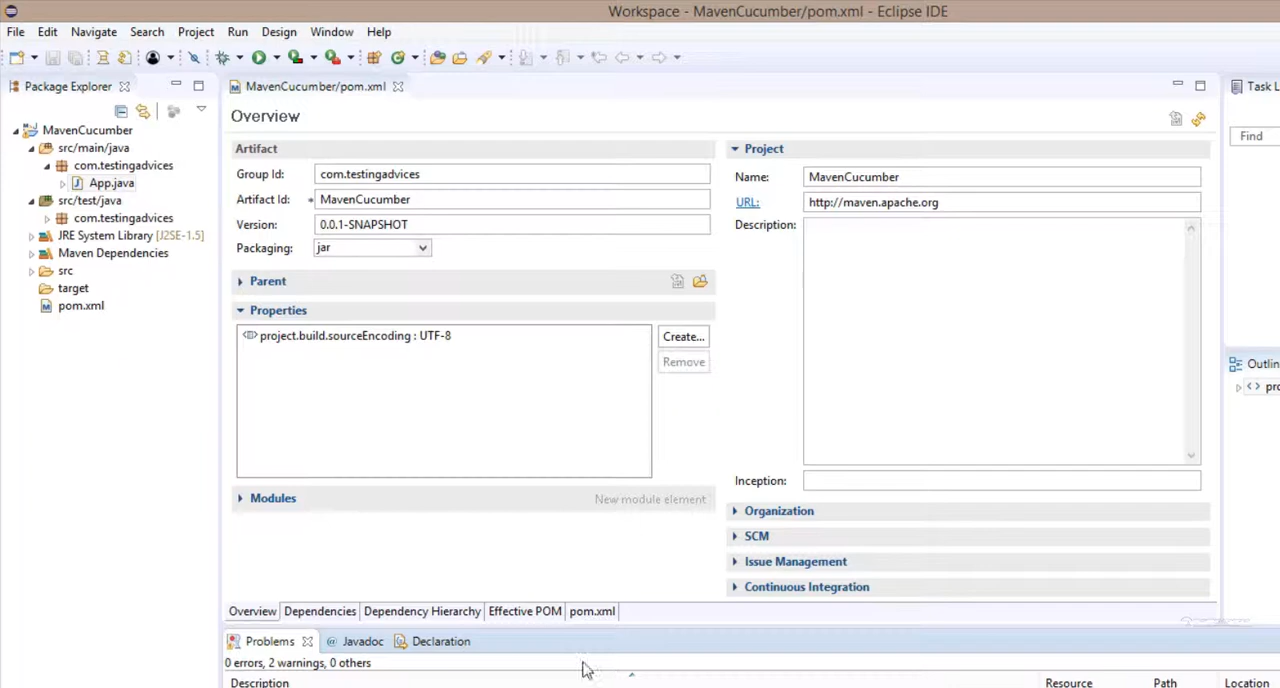 Workspace - MavenCucumber/pom.xml - Eclipse IDE
File Edit Navigate Search Project Run Design Window Help
Package Explorer
MavenCucumber/pom.xml
Task L
Overview
Find
MavenCucumber
src/main/java
com.testingadvices
App.java
src/test/java
com.testingadvices
JRE System Library [J2SE-1.5]
Maven Dependencies
src
target
pom.xml
Artifact
Group Id: com.testingadvices
Artifact Id: MavenCucumber
Version: 0.0.1-SNAPSHOT
Packaging: jar
Parent
Properties
project.build.sourceEncoding : UTF-8
Create...
Remove
Modules New module element
Project
Name: MavenCucumber
URL: http://maven.apache.org
Description:
Inception:
Organization
SCM
Issue Management
Continuous Integration
Outlin
pro
Overview Dependencies Dependency Hierarchy Effective POM pom.xml
Problems @ Javadoc Declaration
0 errors, 2 warnings, 0 others
Description Resource Path Location